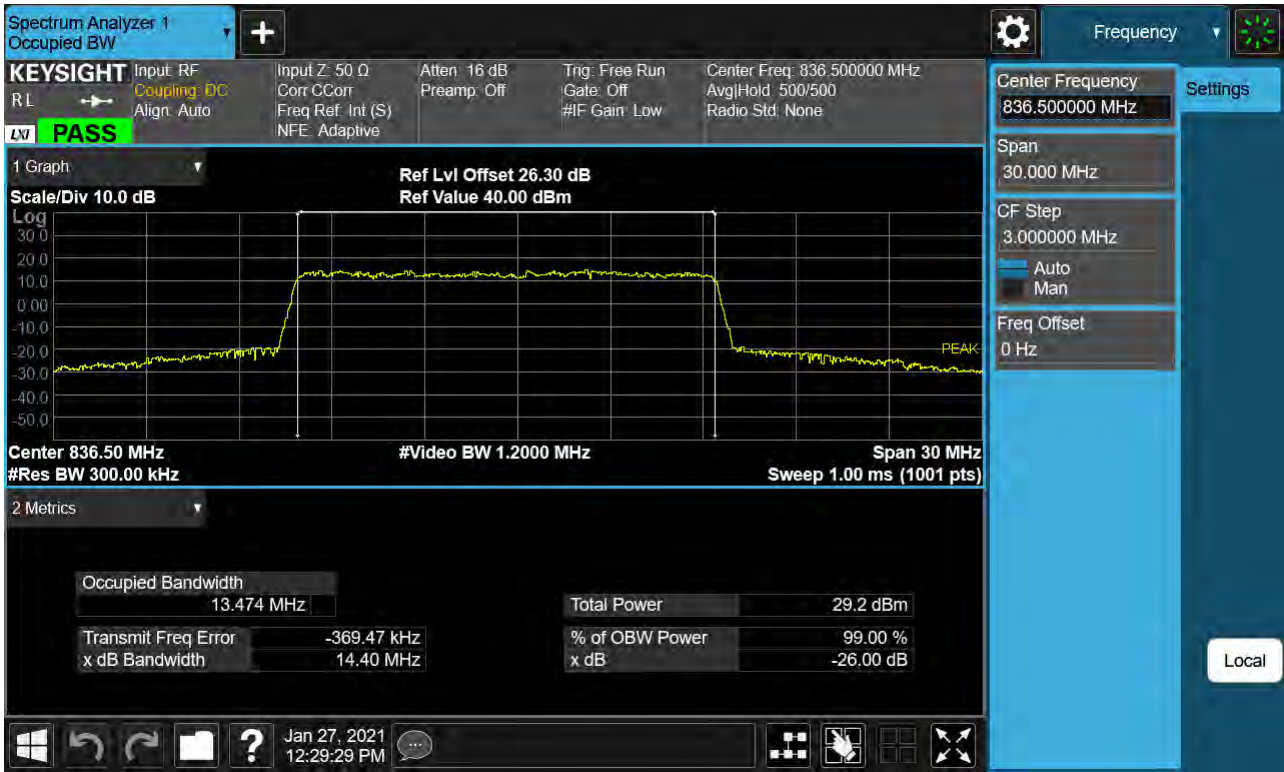 Spectrum Analyzer 1
Occupied BW
Frequency
KEYSIGHT
RL
LXI
PASS
Input: RF
Coupling: DC
Align: Auto
Input Z: 50 Ω
Corr CCorr
Freq Ref: Int (S)
NFE: Adaptive
Atten: 16 dB
Preamp: Off
Trig: Free Run
Gate: Off
#IF Gain: Low
Center Freq: 836.500000 MHz
Avg|Hold: 500/500
Radio Std: None
Center Frequency
836.500000 MHz
Settings
Span
30.000 MHz
CF Step
3.000000 MHz
Auto
Man
Freq Offset
0 Hz
Local
1 Graph
Scale/Div 10.0 dB
Ref Lvl Offset 26.30 dB
Ref Value 40.00 dBm
Log
30.0
20.0
10.0
0.00
-10.0
-20.0
-30.0
-40.0
-50.0
PEAK
Center 836.50 MHz
#Video BW 1.2000 MHz
Span 30 MHz
#Res BW 300.00 kHz
Sweep 1.00 ms (1001 pts)
2 Metrics
Occupied Bandwidth
13.474 MHz
Total Power 29.2 dBm
Transmit Freq Error -369.47 kHz
% of OBW Power 99.00 %
x dB Bandwidth 14.40 MHz
x dB -26.00 dB
?
Jan 27, 2021
12:29:29 PM